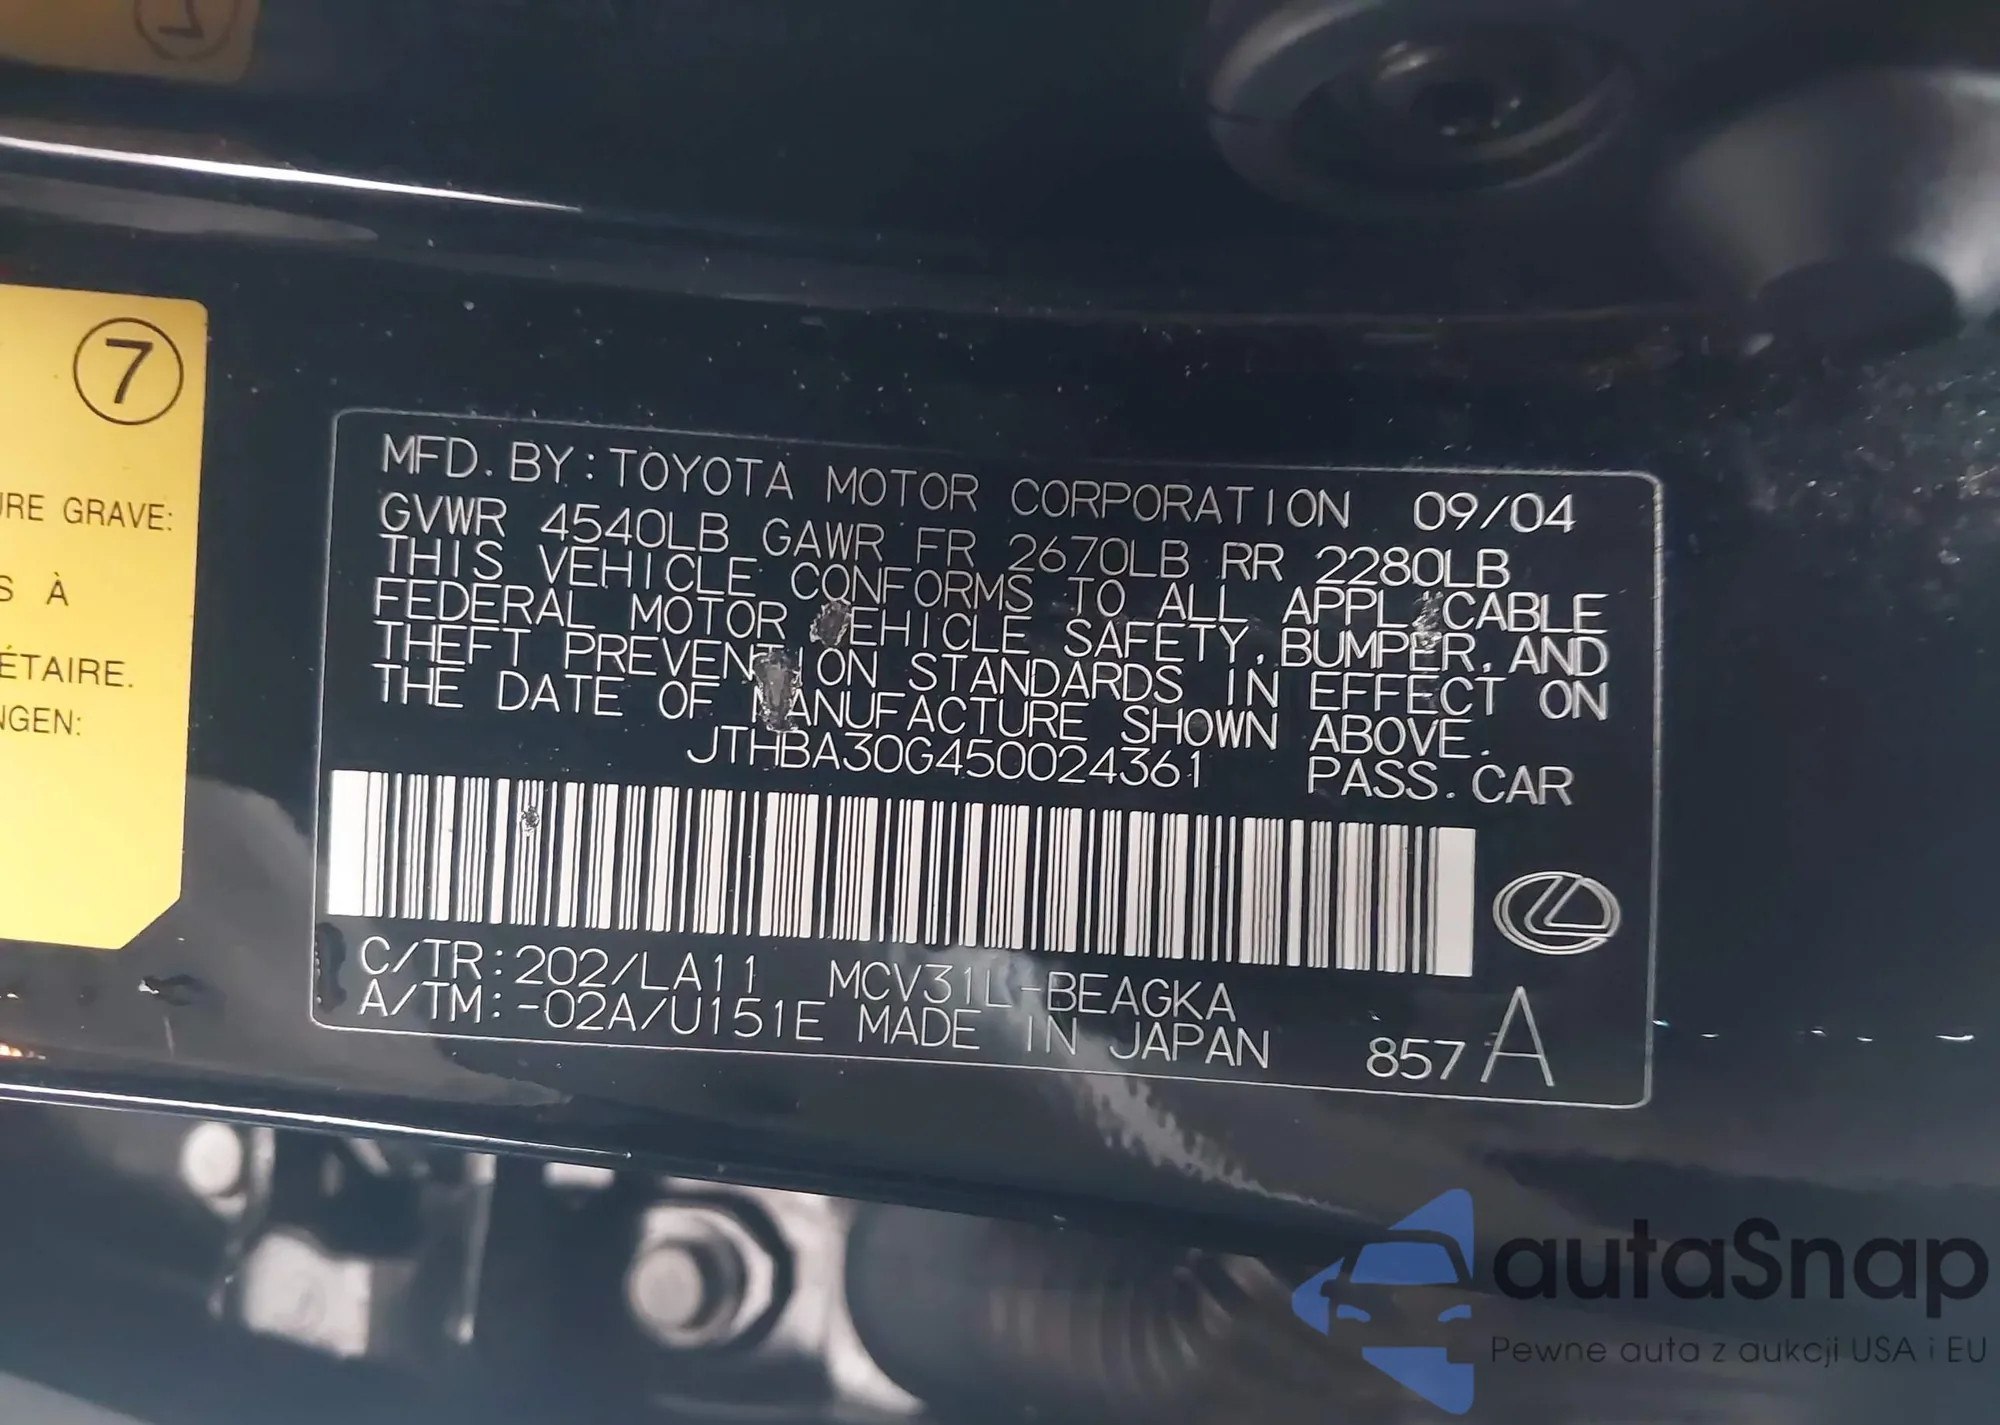 7
URE GRAVE:
S À
ÉTAIRE.
NGEN:
MFD. BY: TOYOTA MOTOR CORPORATION 09/04
GVWR 4540LB GAWR FR 2670LB RR 2280LB
THIS VEHICLE CONFORMS TO ALL APPLICABLE
FEDERAL MOTOR VEHICLE SAFETY, BUMPER, AND
THEFT PREVENTION STANDARDS IN EFFECT ON
THE DATE OF MANUFACTURE SHOWN ABOVE.
JTHBA30G450024361 PASS. CAR
C/TR: 202/LA11 MCV31L-BEAGKA
A/TM: -02A/U151E MADE IN JAPAN 857A
autaSnap
Pewne auta z aukcji USA i EU